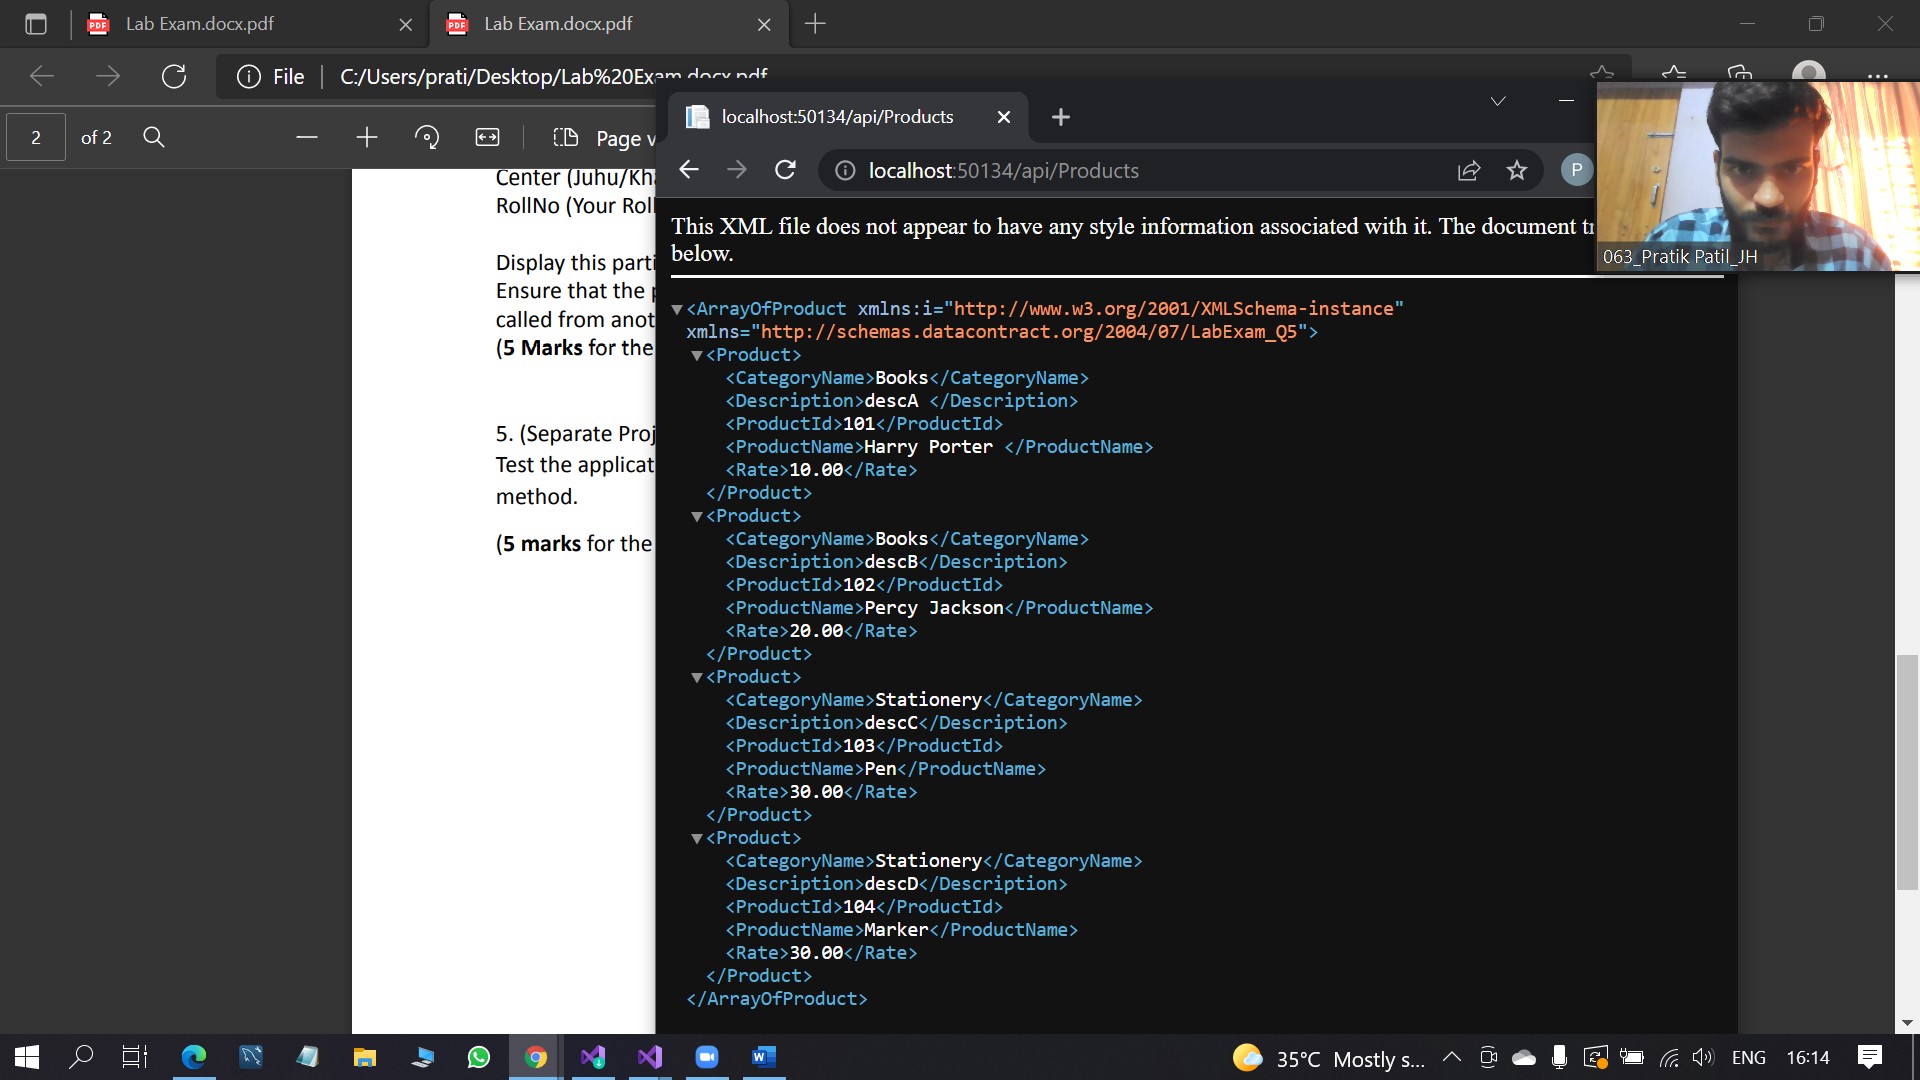 Lab Exam.docx.pdf
Lab Exam.docx.pdf
File
C:/Users/prati/Desktop/Lab%20Exam.docx.pdf
2 of 2
Page v
Center (Juhu/Kha
RollNo (Your Roll
Display this parti
Ensure that the p
called from anot
(5 Marks for the
5. (Separate Proj
Test the applicat
method.
(5 marks for the
localhost:50134/api/Products
localhost:50134/api/Products
P
063_Pratik Patil_JH
This XML file does not appear to have any style information associated with it. The document tr
below.
▼<ArrayOfProduct xmlns:i="http://www.w3.org/2001/XMLSchema-instance"
xmlns="http://schemas.datacontract.org/2004/07/LabExam_Q5">
▼<Product>
<CategoryName>Books</CategoryName>
<Description>descA </Description>
<ProductId>101</ProductId>
<ProductName>Harry Porter </ProductName>
<Rate>10.00</Rate>
</Product>
▼<Product>
<CategoryName>Books</CategoryName>
<Description>descB</Description>
<ProductId>102</ProductId>
<ProductName>Percy Jackson</ProductName>
<Rate>20.00</Rate>
</Product>
▼<Product>
<CategoryName>Stationery</CategoryName>
<Description>descC</Description>
<ProductId>103</ProductId>
<ProductName>Pen</ProductName>
<Rate>30.00</Rate>
</Product>
▼<Product>
<CategoryName>Stationery</CategoryName>
<Description>descD</Description>
<ProductId>104</ProductId>
<ProductName>Marker</ProductName>
<Rate>30.00</Rate>
</Product>
</ArrayOfProduct>
35°C Mostly s...
ENG
16:14